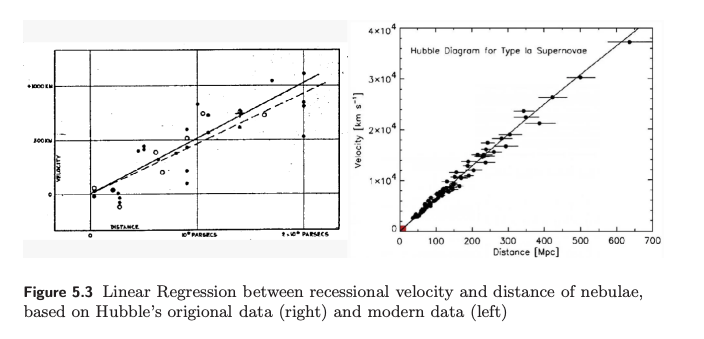 +1000 KM
500 KM
0
VELOCITY
DISTANCE
0
10⁶ PARSECS
2×10⁶ PARSECS
Hubble Diagram for Type Ia Supernovae
Velocity [km s⁻¹]
4×10⁴
3×10⁴
2×10⁴
1×10⁴
0
0 100 200 300 400 500 600 700
Distance [Mpc]
Figure 5.3 Linear Regression between recessional velocity and distance of nebulae,
based on Hubble's origional data (right) and modern data (left)